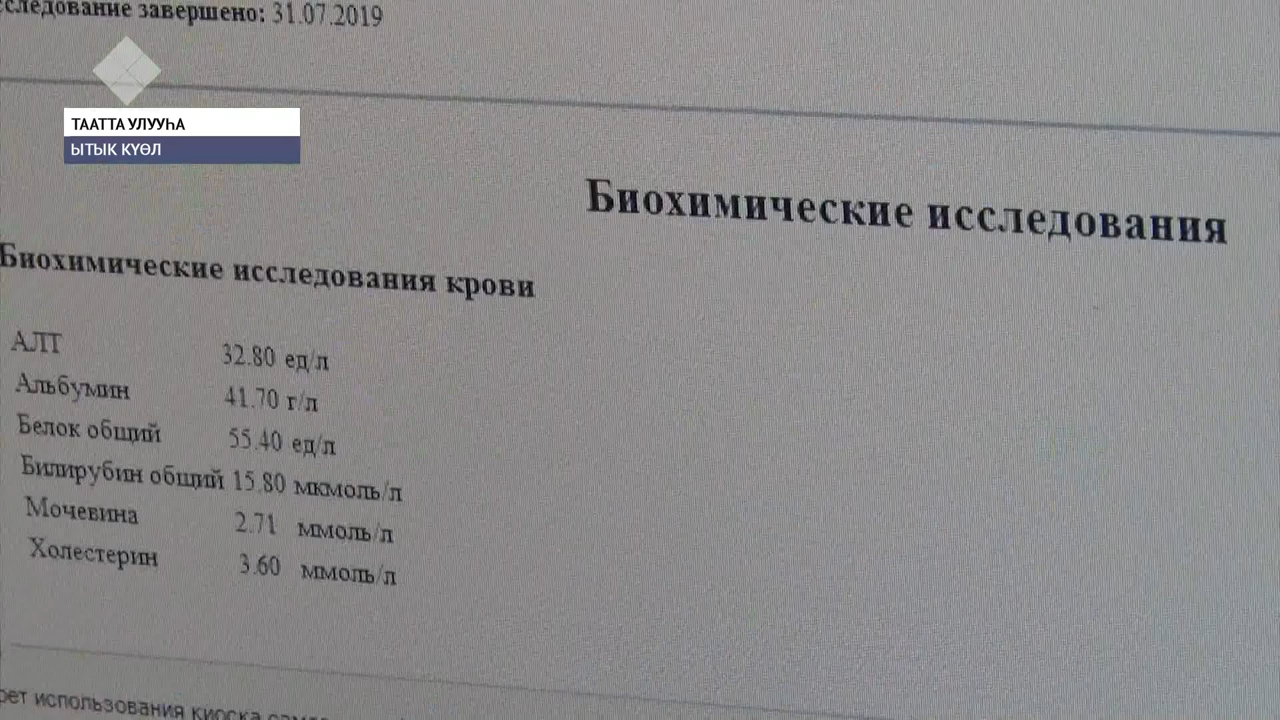 следование завершено: 31.07.2019
ТААТТА УЛУУҺА
ЫТЫК КҮӨЛ
Биохимические исследования
Биохимические исследования крови
АЛТ 32.80 ед/л
Альбумин 41.70 г/л
Белок общий 55.40 ед/л
Билирубин общий 15.80 мкмоль/л
Мочевина 2.71 ммоль/л
Холестерин 3.60 ммоль/л
рет использования киоска